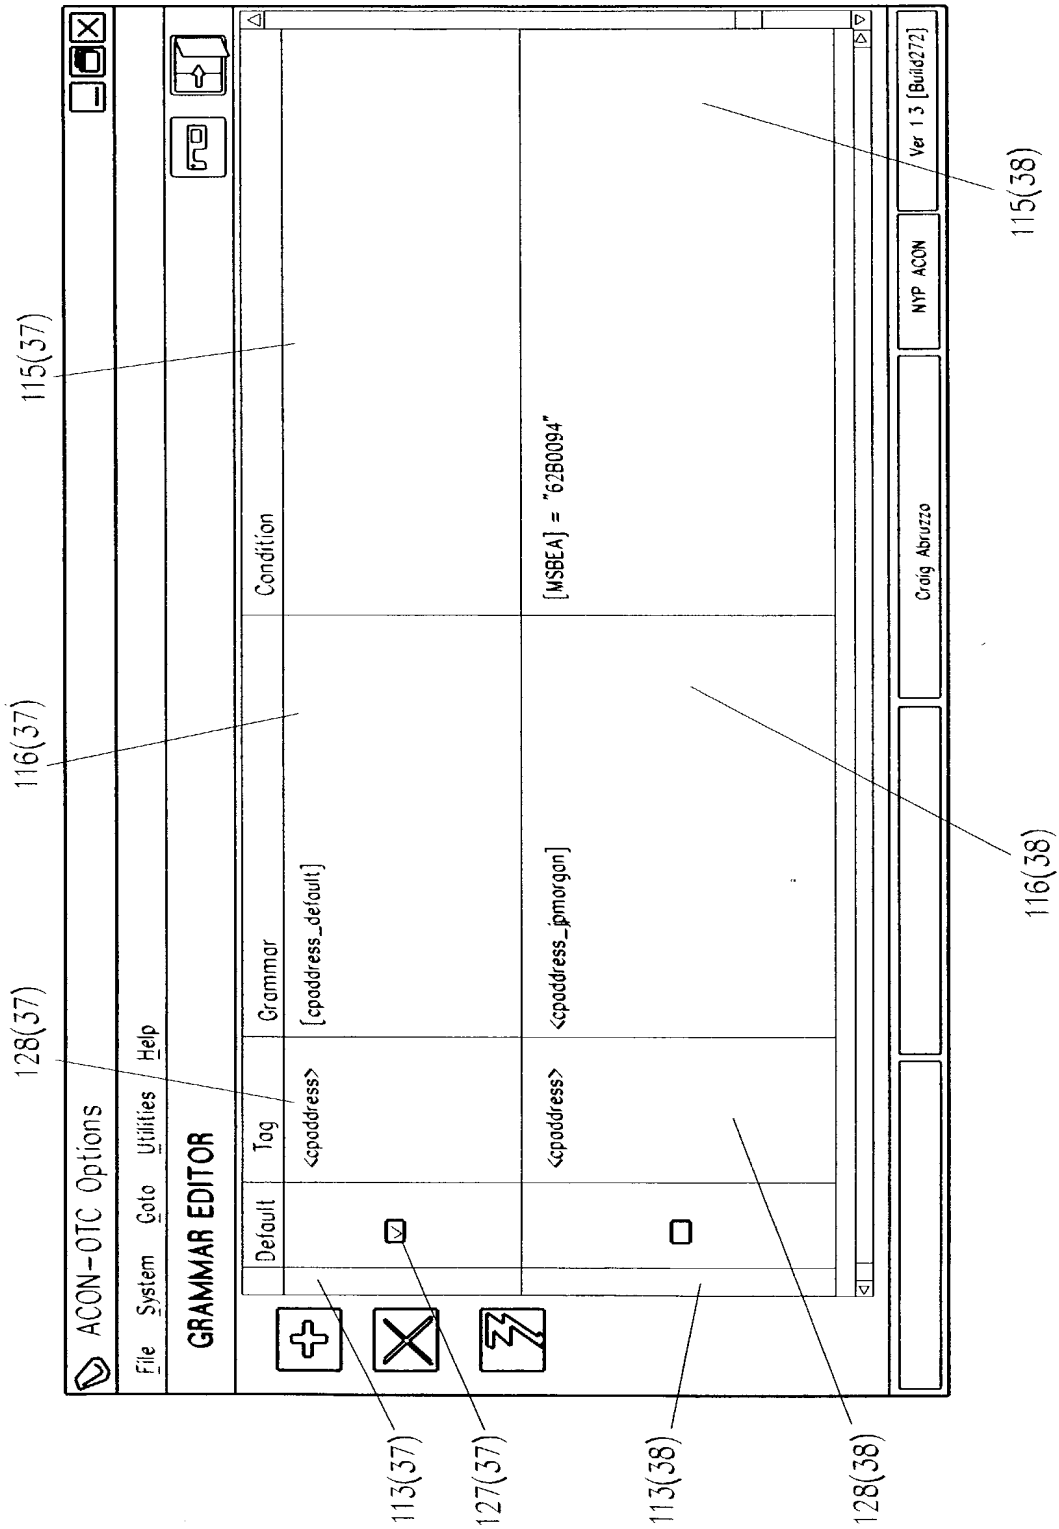 115(37)
116(37)
128(37)
ACON-OTC Options
File System Goto Utilities Help
GRAMMAR EDITOR
Default Tag Grammar Condition
<cpaddress> [cpaddress_default]
<cpaddress> <cpaddress_jpmorgan] [MSBEA] = "62B0094"
Craig Abruzzo NYP ACON Ver 1.3 [Build272]
113(37)
127(37)
113(38)
128(38)
116(38)
115(38)